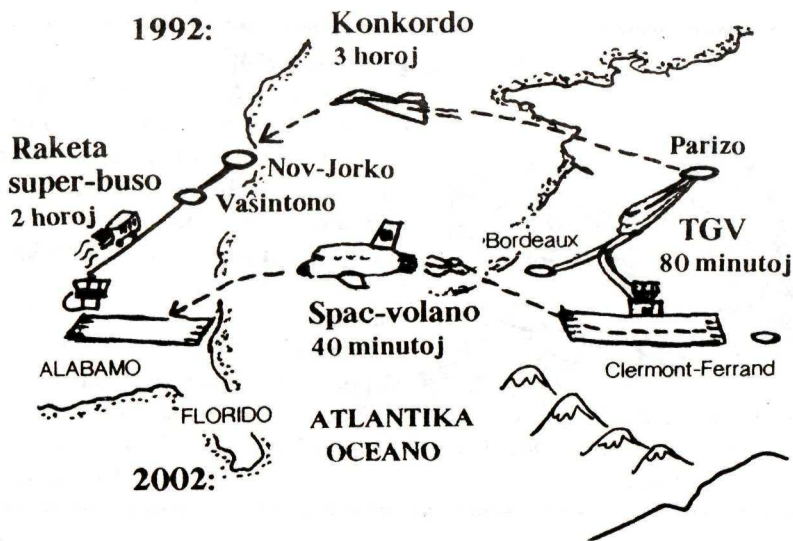 1992:
Konkordo
3 horoj
Raketa
super-buso
2 horoj
Nov-Jorko
Vaŝintono
Parizo
Bordeaux
TGV
80 minutoj
Spac-volano
40 minutoj
ALABAMO
Clermont-Ferrand
FLORIDO
ATLANTIKA
OCEANO
2002: